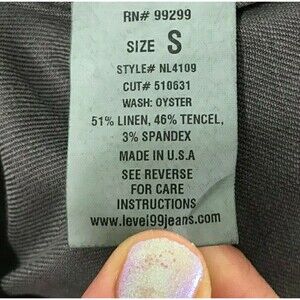 RN# 99299
SIZE S
STYLE# NL4109
CUT# 510631
WASH: OYSTER
51% LINEN, 46% TENCEL,
3% SPANDEX
MADE IN U.S.A
SEE REVERSE
FOR CARE
INSTRUCTIONS
www.level99jeans.com